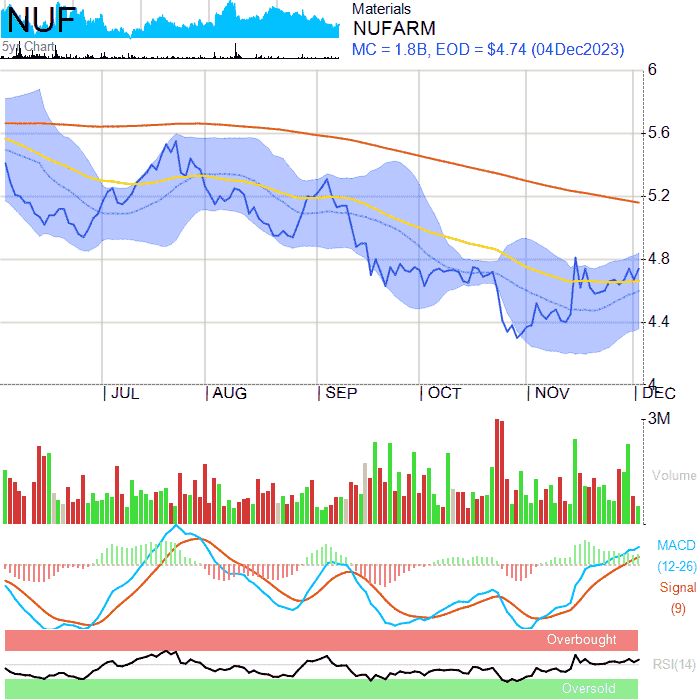 NUF
5yr Chart
Materials
NUFARM
MC = 1.8B, EOD = $4.74 (04Dec2023)
6
5.6
5.2
4.8
4.4
4
JUL AUG SEP OCT NOV DEC
3M
Volume
MACD
(12-26)
Signal
(9)
Overbought
RSI(14)
Oversold